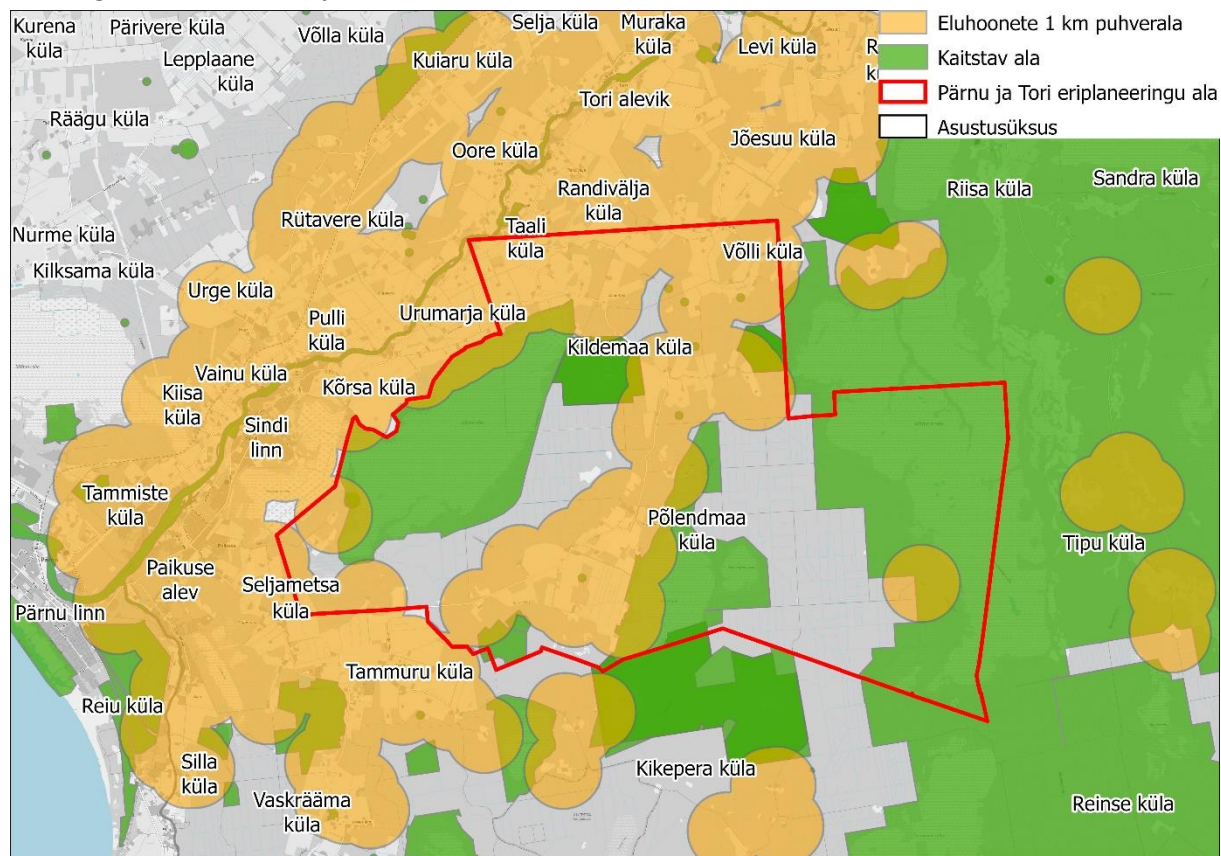 Kurena
küla
Pärivere küla
Lepplaane
küla
Võlla küla
Räägu küla
Nurme küla
Kilksama küla
Kuiaru küla
Selja küla
Muraka
küla
Levi küla
Tori alevik
Oore küla
Jõesuu küla
Randivälja
küla
Rütavere küla
Taali
küla
Võlli küla
Riisa küla
Sandra küla
Urge küla
Urumarja küla
Pulli
küla
Kildemaa küla
Vainu küla
Kõrsa küla
Kiisa
küla
Sindi
linn
Tammiste
küla
Põlendmaa
küla
Tipu küla
Paikuse
alev
Seljametsa
küla
Pärnu linn
Tammuru küla
Reiu küla
Silla
küla
Vaskrääma
küla
Kikepera küla
Reinse küla
Eluhoonete 1 km puhverala
Kaitstav ala
Pärnu ja Tori eriplaneeringu ala
Asustusüksus